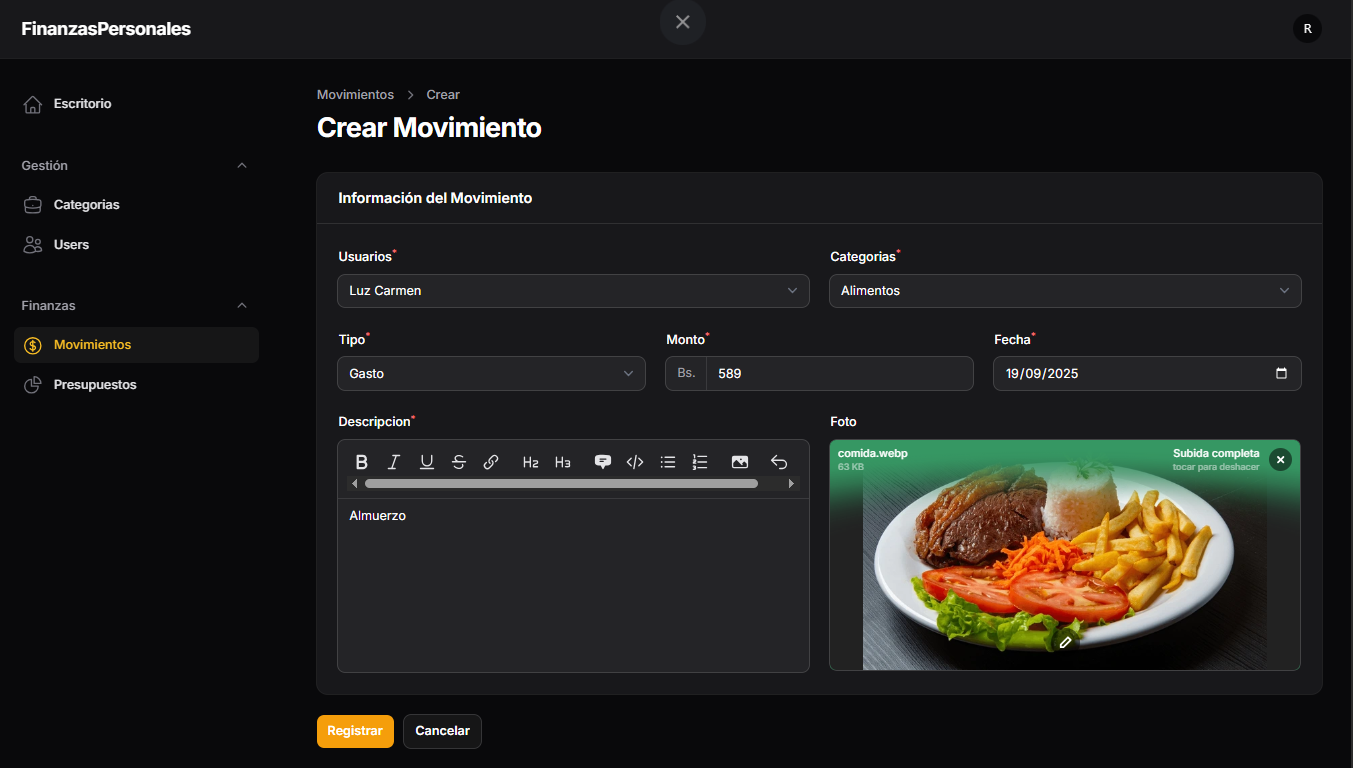 FinanzasPersonales
R
Escritorio
Gestión
Categorias
Users
Finanzas
Movimientos
Presupuestos
Movimientos > Crear
Crear Movimiento
Información del Movimiento
Usuarios*
Categorias*
Luz Carmen
Alimentos
Tipo*
Monto*
Fecha*
Gasto
Bs. 589
19/09/2025
Descripcion*
Foto
B I U S H2 H3
Almuerzo
comida.webp
63 KB
Subida completa
tocar para deshacer
Registrar
Cancelar